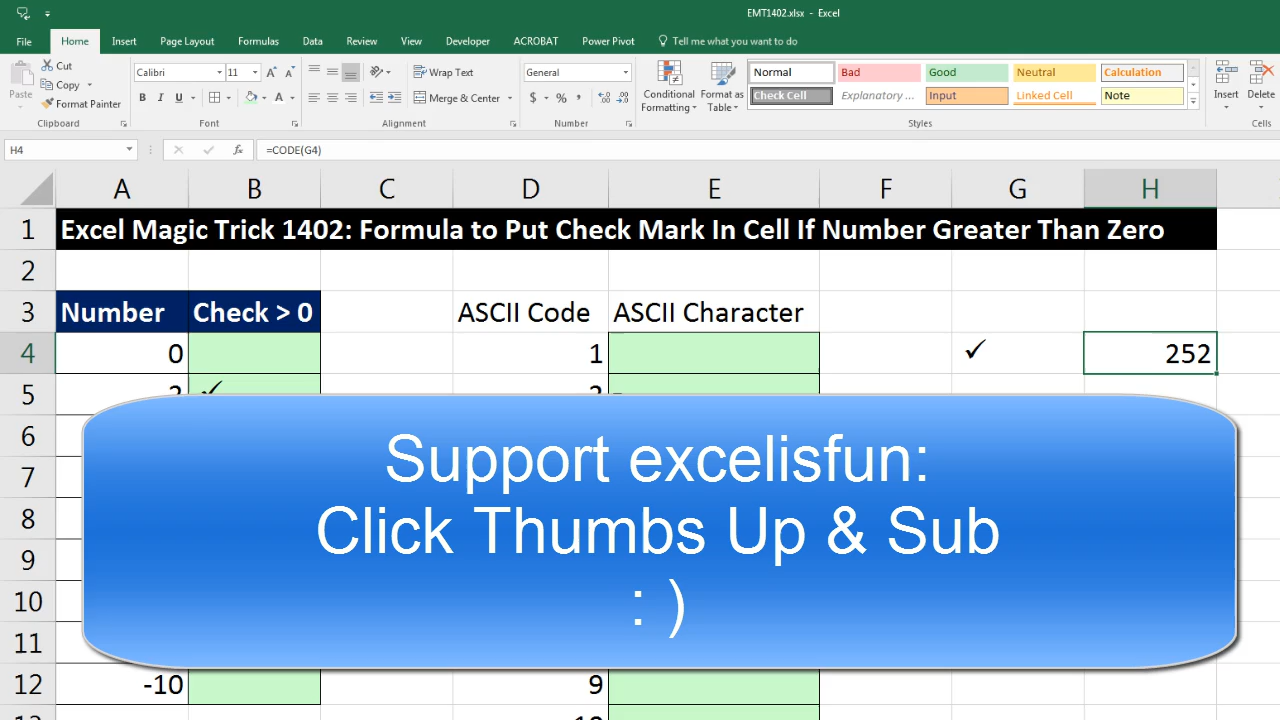 EMT1402.xlsx - Excel
File Home Insert Page Layout Formulas Data Review View Developer ACROBAT Power Pivot Tell me what you want to do
Paste Cut Copy Format Painter
Calibri 11 Wrap Text General Conditional Formatting Format as Table Normal Bad Good Neutral Calculation Insert Delete
B I U Merge & Center $ % , Check Cell Explanatory ... Input Linked Cell Note
Clipboard Font Alignment Number Styles Cells
H4 fx =CODE(G4)
A B C D E F G H
1 Excel Magic Trick 1402: Formula to Put Check Mark In Cell If Number Greater Than Zero
2
3 Number Check > 0 ASCII Code ASCII Character
4 0 1 ✓ 252
5 ✓
6
7
8
9
10
11
12 -10 9
Support excelisfun:
Click Thumbs Up & Sub
: )